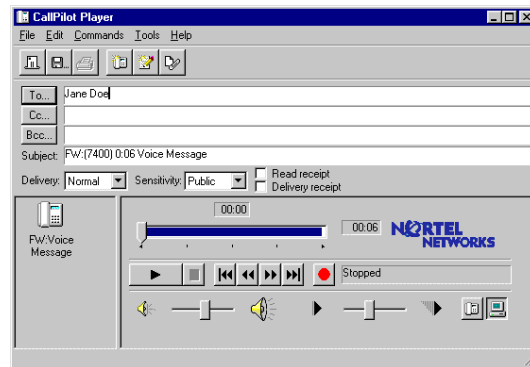 CallPilot Player
File Edit Commands Tools Help
To... Jane Doe
Cc...
Bcc...
Subject: FW:(7400) 0:06 Voice Message
Delivery: Normal Sensitivity: Public Read receipt
Delivery receipt
00:00
FW:Voice
Message
00:06 NORTEL
NETWORKS
Stopped